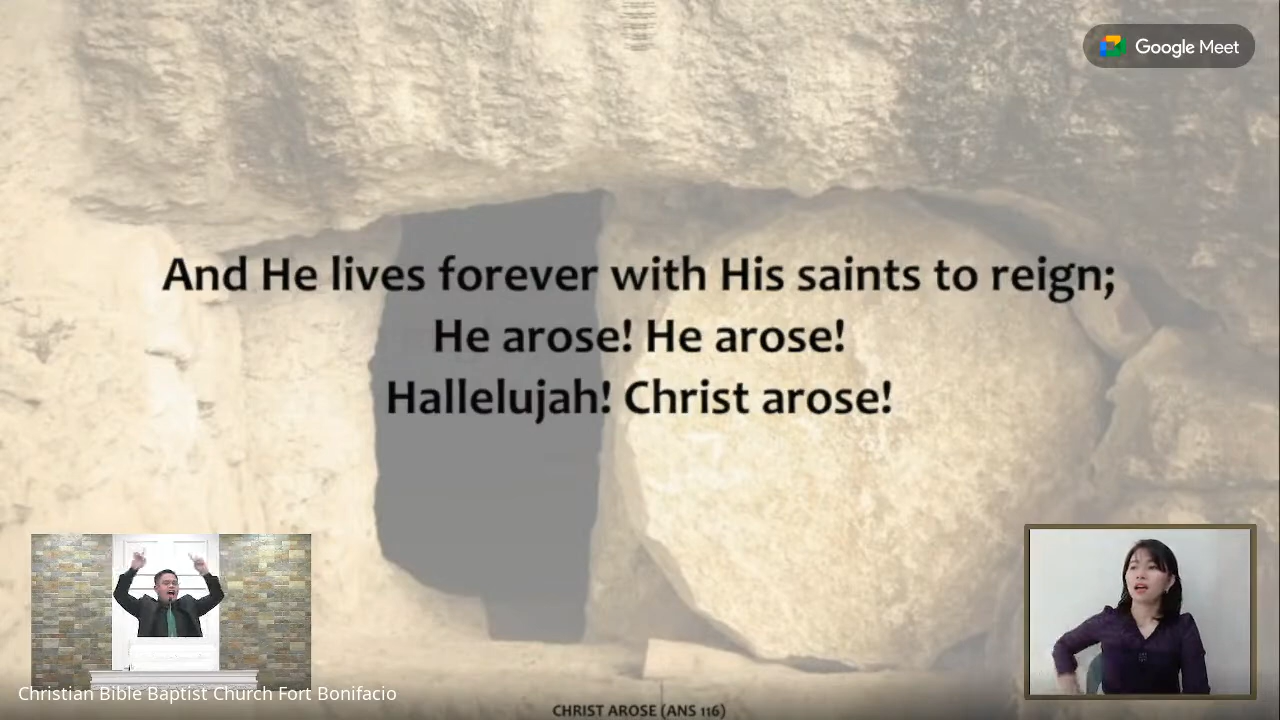 Google Meet
And He lives forever with His saints to reign;
He arose! He arose!
Hallelujah! Christ arose!
Christian Bible Baptist Church Fort Bonifacio
CHRIST AROSE (ANS 116)